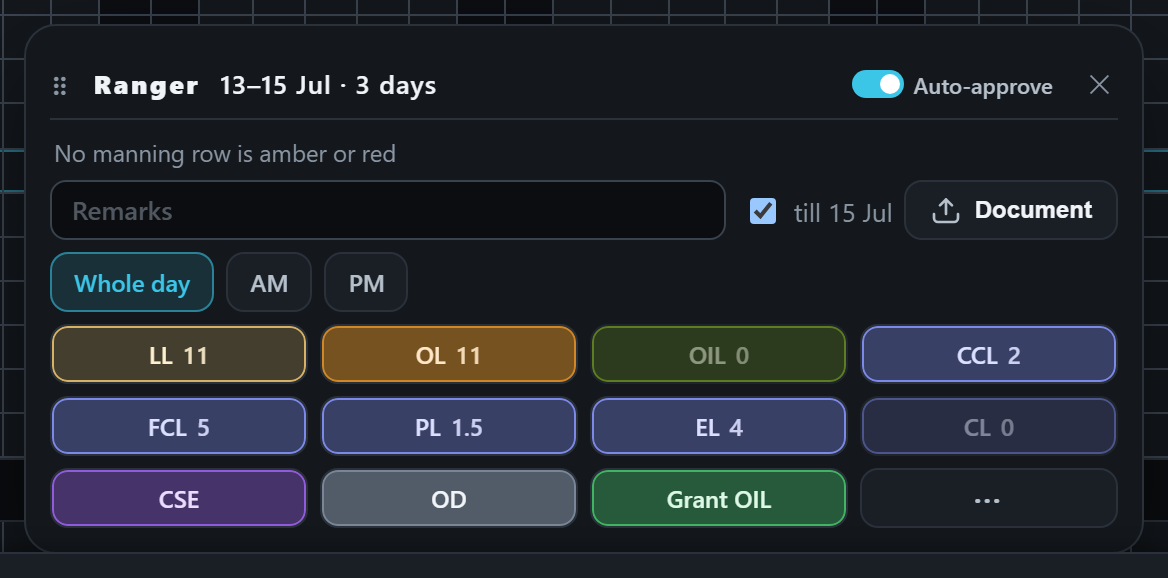 Ranger 13–15 Jul · 3 days Auto-approve
No manning row is amber or red
Remarks till 15 Jul Document
Whole day AM PM
LL 11 OL 11 OIL 0 CCL 2
FCL 5 PL 1.5 EL 4 CL 0
CSE OD Grant OIL ...